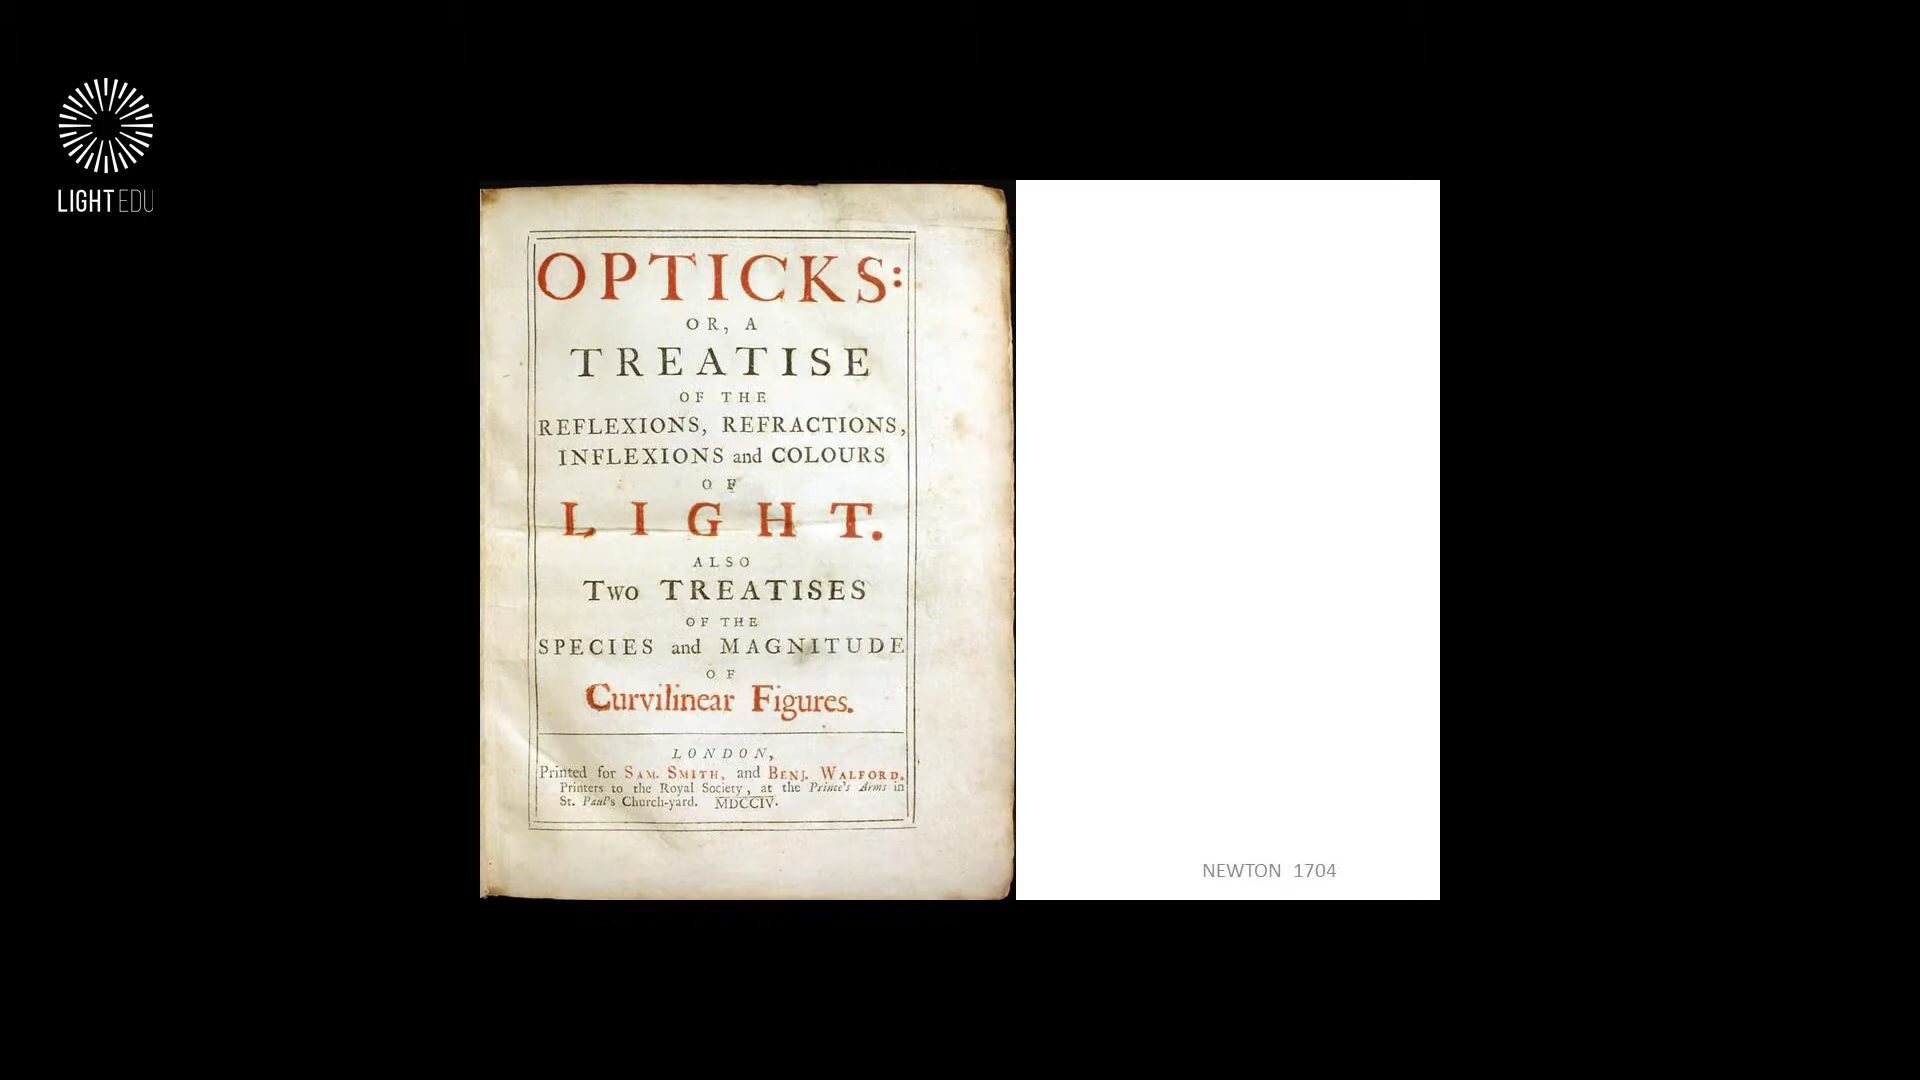 LIGHT EDU
OPTICKS:
OR, A
TREATISE
OF THE
REFLEXIONS, REFRACTIONS,
INFLEXIONS and COLOURS
OF
LIGHT.
ALSO
Two TREATISES
OF THE
SPECIES and MAGNITUDE
OF
Curvilinear Figures.
LONDON,
Printed for SAM. SMITH, and BENJ. WALFORD,
Printers to the Royal Society, at the Prince's Arms in
St. Paul's Church-yard. MDCCIV.
NEWTON 1704